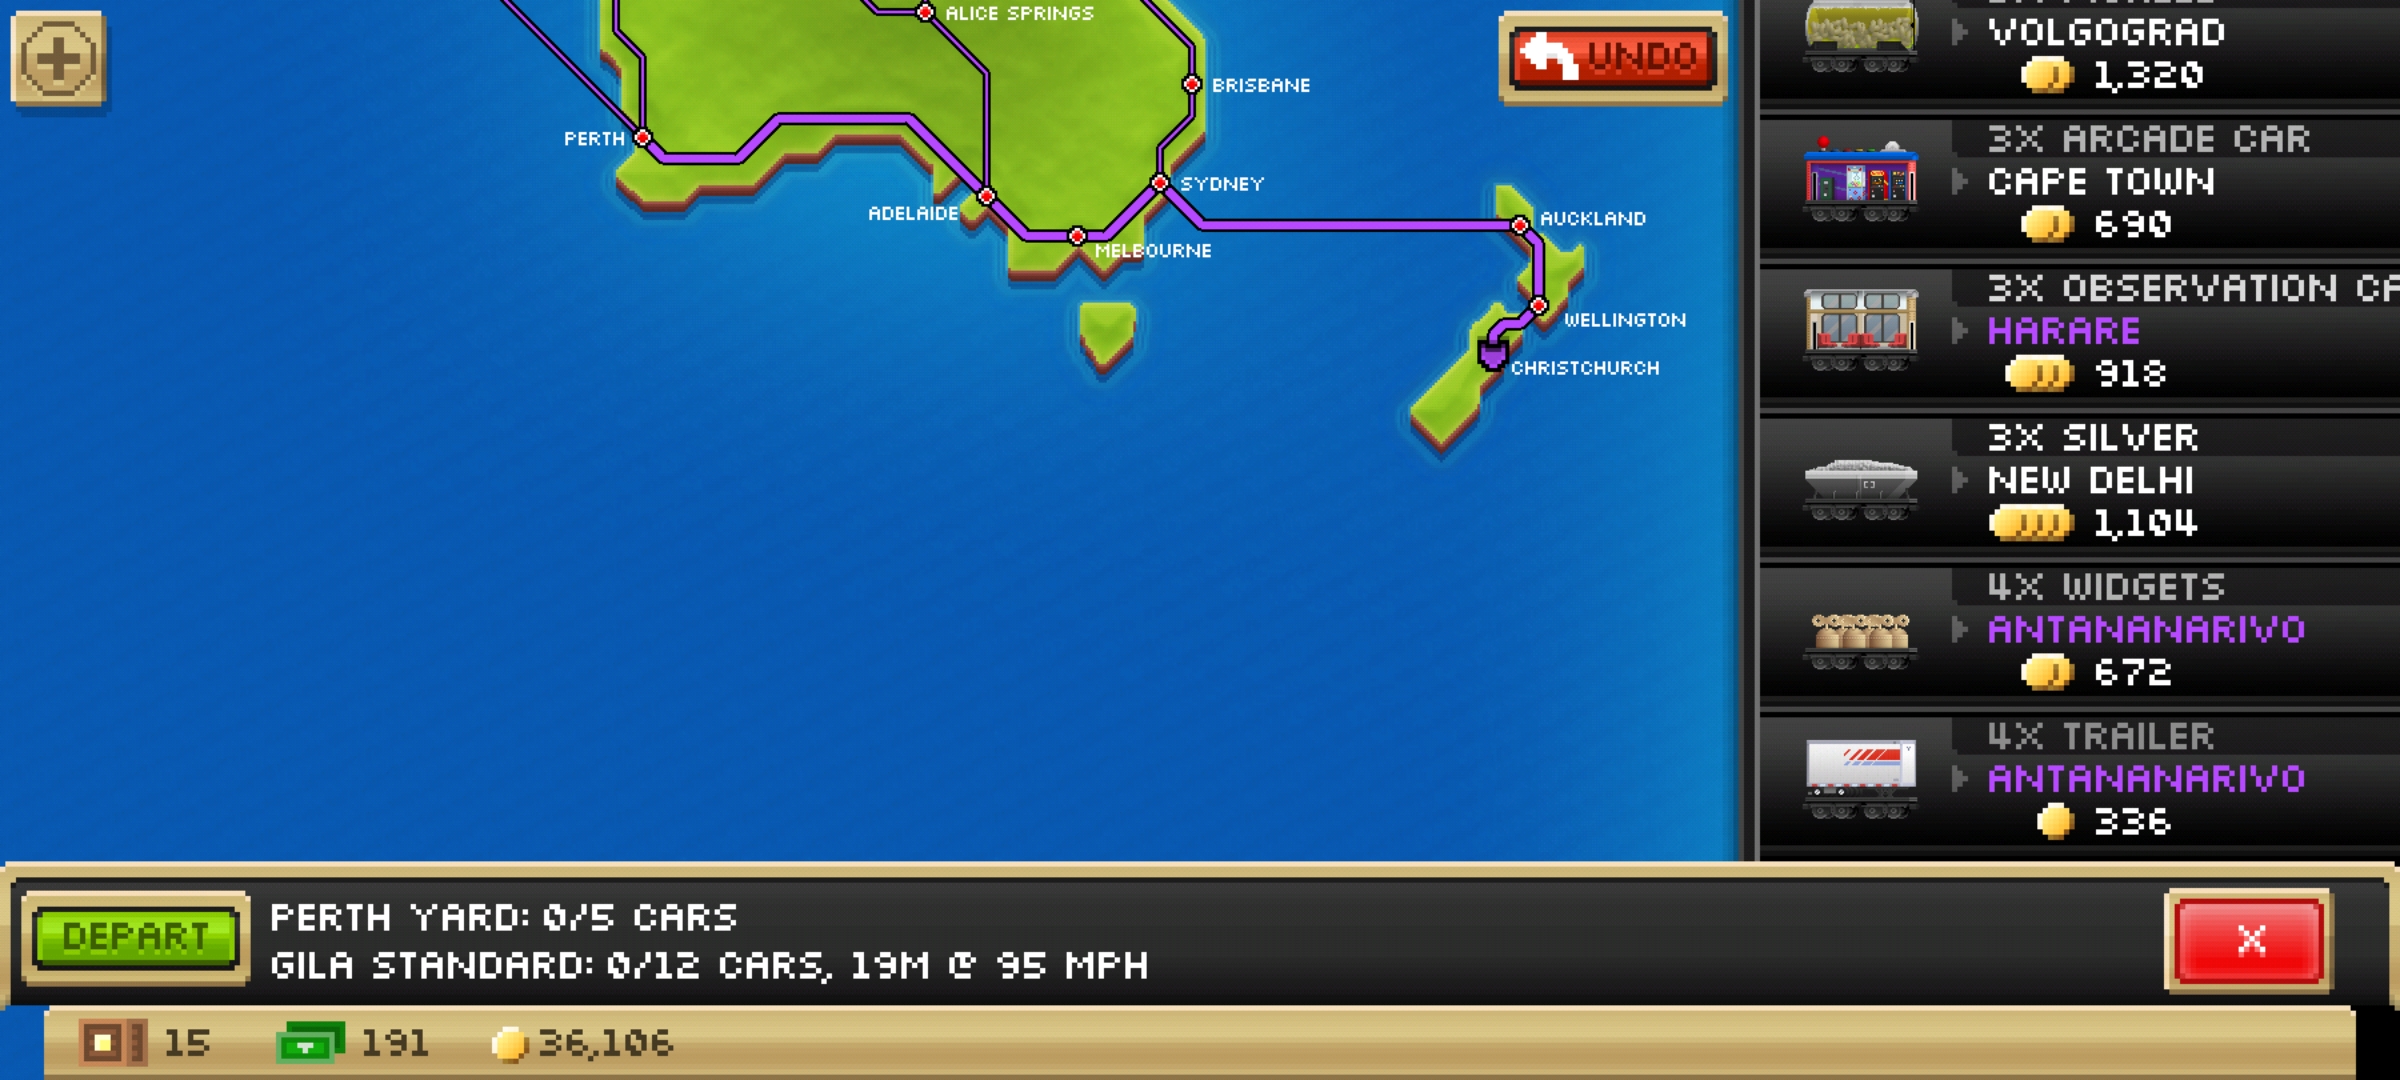 ALICE SPRINGS
BRISBANE
PERTH
SYDNEY
ADELAIDE
MELBOURNE
AUCKLAND
WELLINGTON
CHRISTCHURCH
UNDO
VOLGOGRAD
1,320
3X ARCADE CAR
CAPE TOWN
690
3X OBSERVATION CA
HARARE
918
3X SILVER
NEW DELHI
1,104
4X WIDGETS
ANTANANARIVO
672
4X TRAILER
ANTANANARIVO
336
DEPART
PERTH YARD: 0/5 CARS
GILA STANDARD: 0/12 CARS, 19M @ 95 MPH
X
15
191
36,106